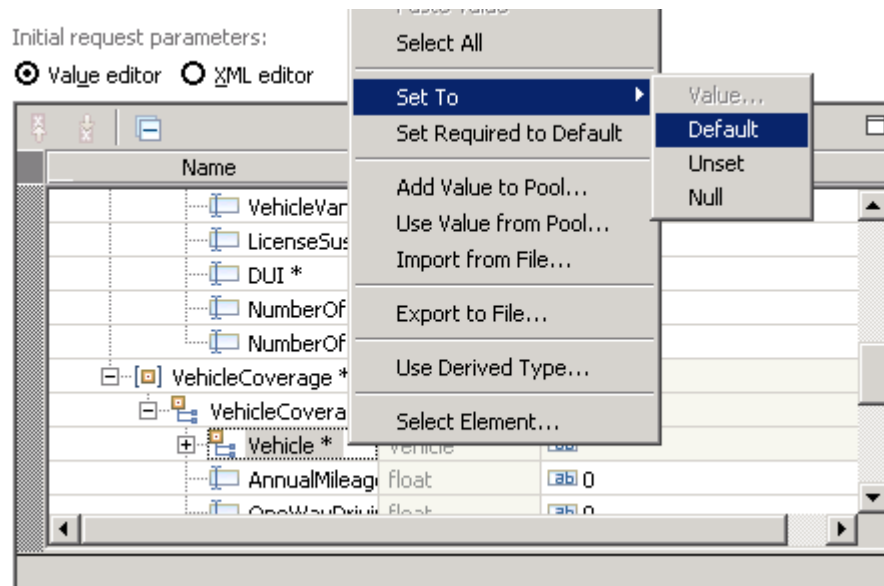 Initial request parameters:
Select All
Value editor XML editor
Set To Value...
Set Required to Default Default
Name Unset
Add Value to Pool... Null
VehicleVar
Use Value from Pool...
LicenseSus
Import from File...
DUI *
NumberOf
Export to File...
NumberOf
Use Derived Type...
VehicleCoverage *
VehicleCovera
Select Element...
Vehicle * Vehicle
AnnualMileag float 0
OneWayDrivi float 0